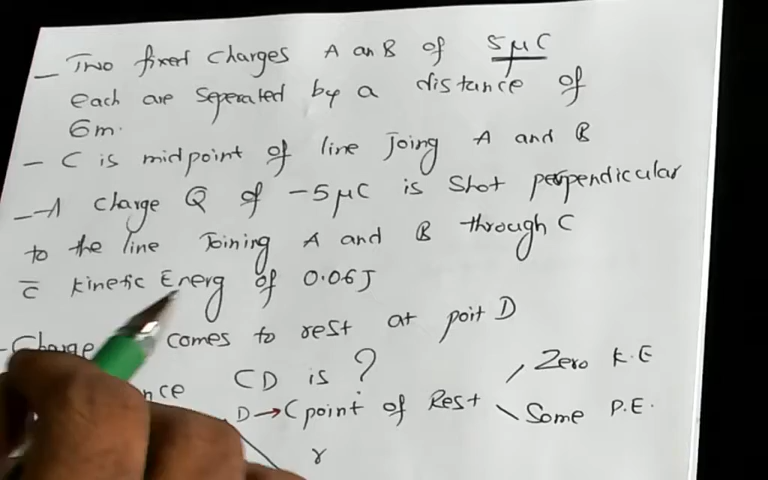 - Two fixed charges A an B of 5μC
each are seperated by a distance of
6m.
- C is midpoint of line Joing A and B
- A charge Q of -5μC is Shot perpendicular
to the line Joining A and B through C
c̅ kinetic Energ of 0.06J
- Charge comes to rest at poit D
CD is ?
D → (point of Rest
Zero K.E
Some P.E.
r